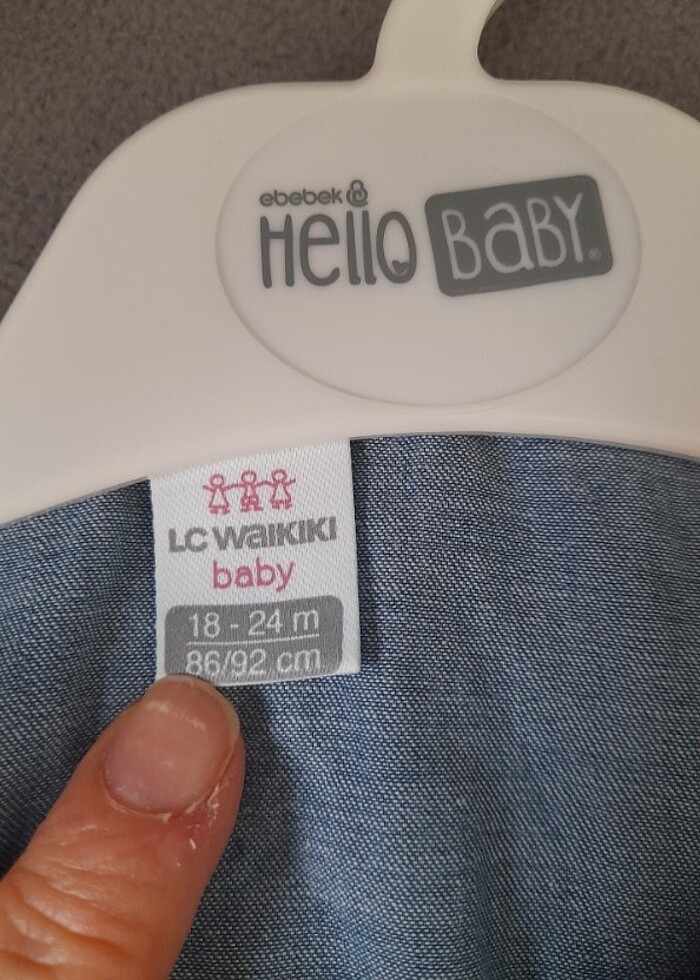 ebebek
Hello BaBY®
LC WaiKiKi
baby
18 - 24 m
86/92 cm